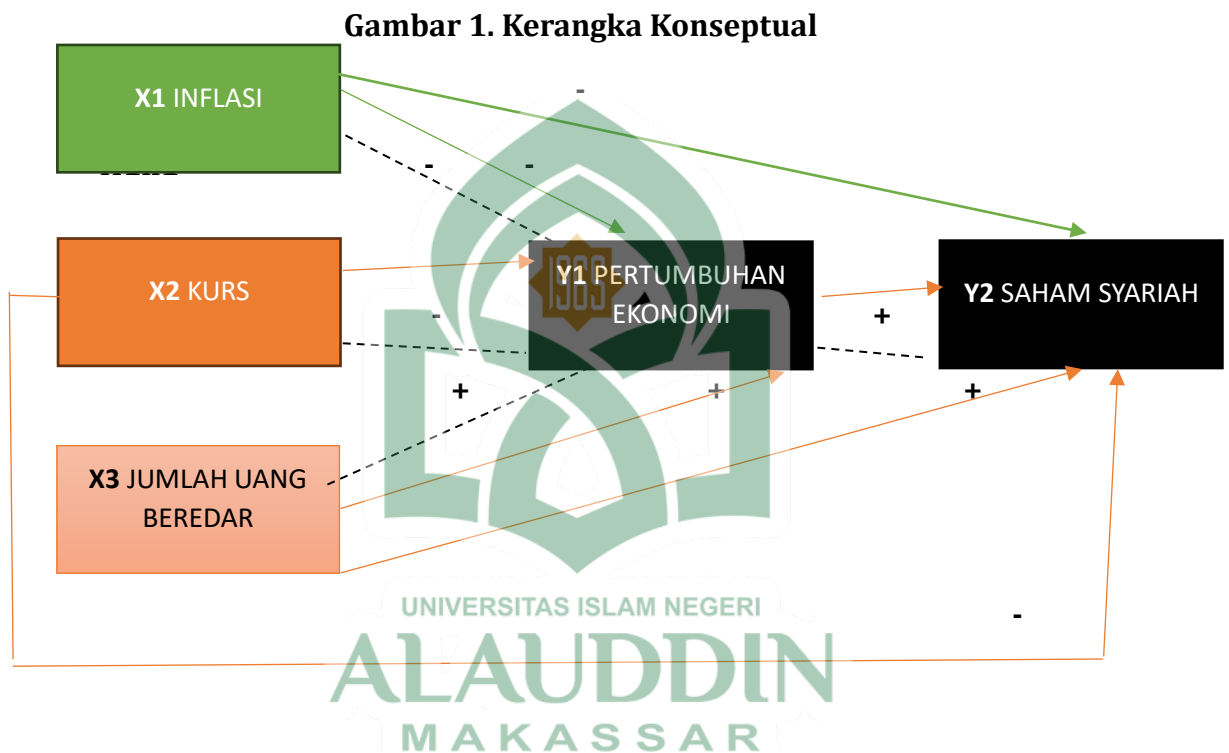 Gambar 1. Kerangka Konseptual
X1 INFLASI
-
-
-
X2 KURS
1965
Y1 PERTUMBUHAN
EKONOMI
Y2 SAHAM SYARIAH
-
+
+
+
+
X3 JUMLAH UANG
BEREDAR
UNIVERSITAS ISLAM NEGERI
-
ALAUDDIN
MAKASSAR